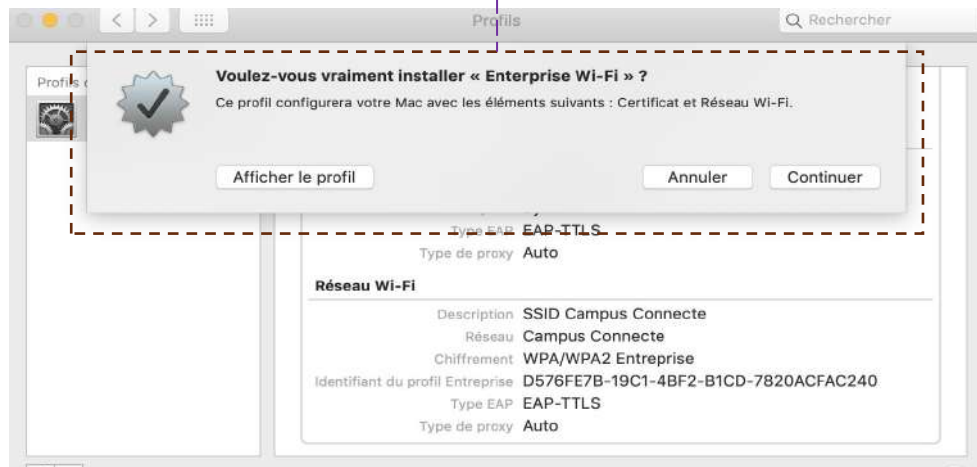 Profils
Rechercher
Profils
Voulez-vous vraiment installer « Enterprise Wi-Fi » ?
Ce profil configurera votre Mac avec les éléments suivants : Certificat et Réseau Wi-Fi.
Afficher le profil
Annuler
Continuer
Type EAP EAP-TTLS
Type de proxy Auto
Réseau Wi-Fi
Description SSID Campus Connecte
Réseau Campus Connecte
Chiffrement WPA/WPA2 Entreprise
Identifiant du profil Entreprise D576FE7B-19C1-4BF2-B1CD-7820ACFAC240
Type EAP EAP-TTLS
Type de proxy Auto